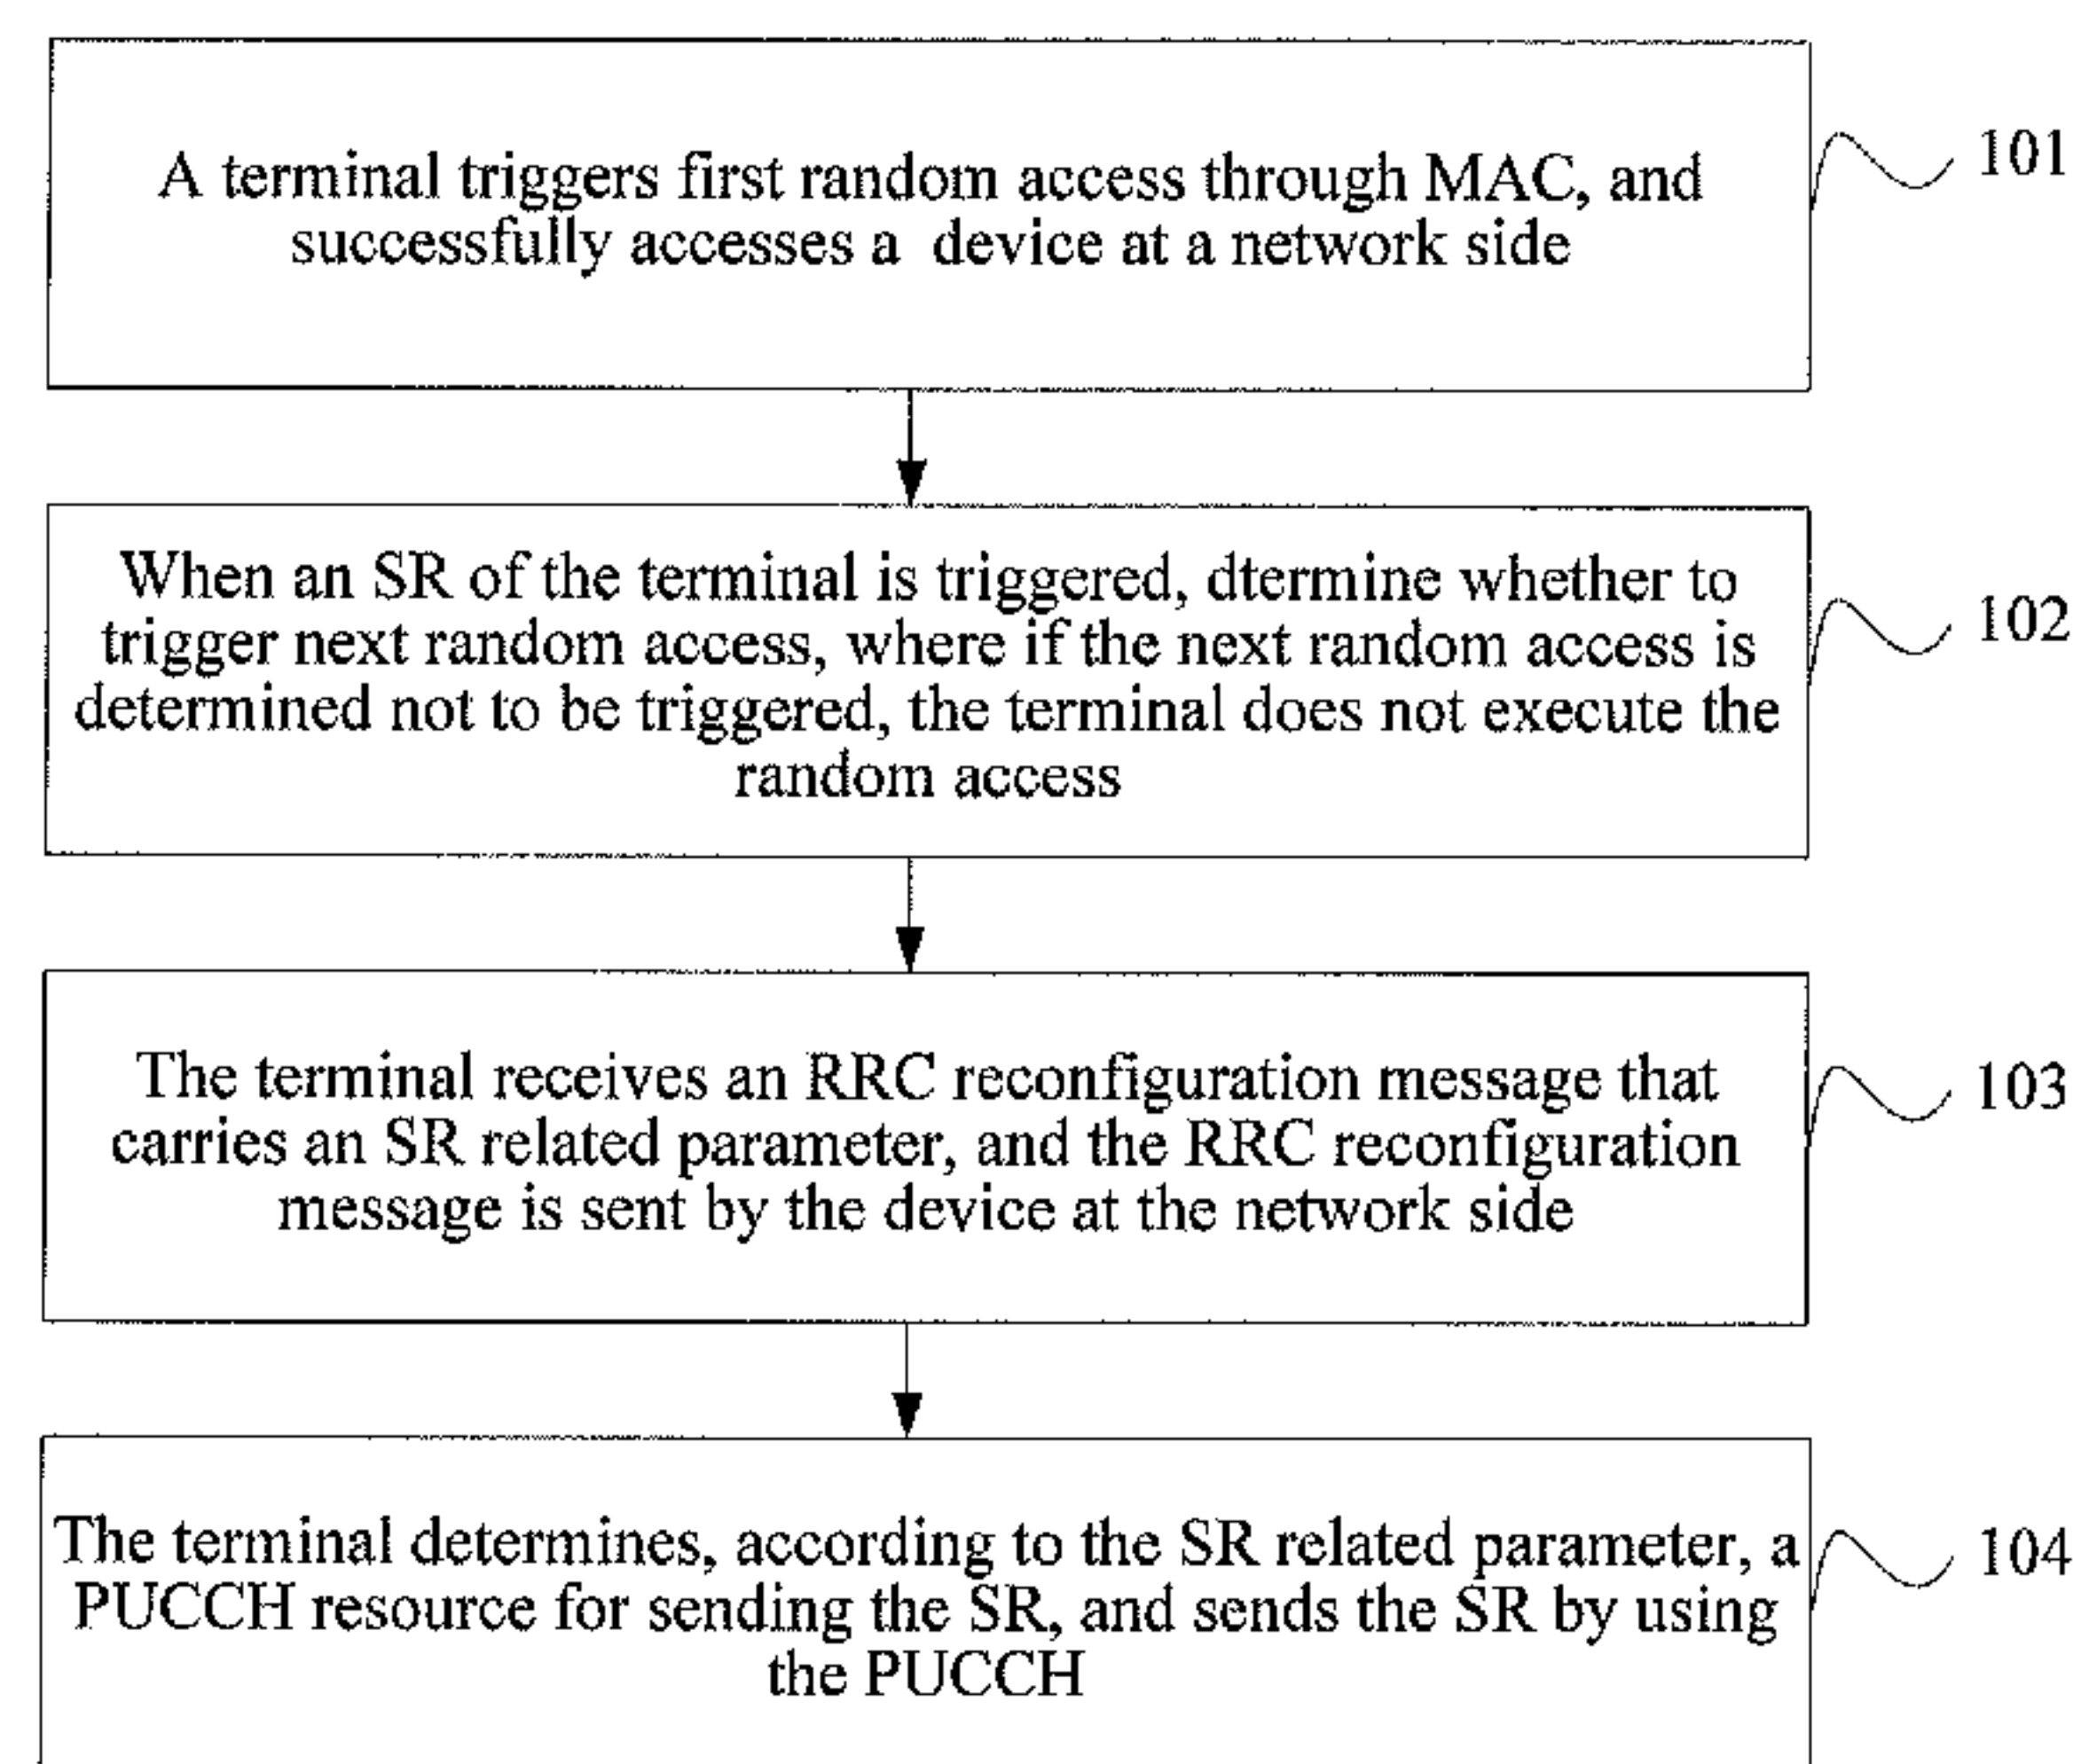 A terminal triggers first random access through MAC, and
successfully accesses a device at a network side
101
When an SR of the terminal is triggered, dtermine whether to
trigger next random access, where if the next random access is
determined not to be triggered, the terminal does not execute the
random access
102
The terminal receives an RRC reconfiguration message that
carries an SR related parameter, and the RRC reconfiguration
message is sent by the device at the network side
103
The terminal determines, according to the SR related parameter, a
PUCCH resource for sending the SR, and sends the SR by using
the PUCCH
104